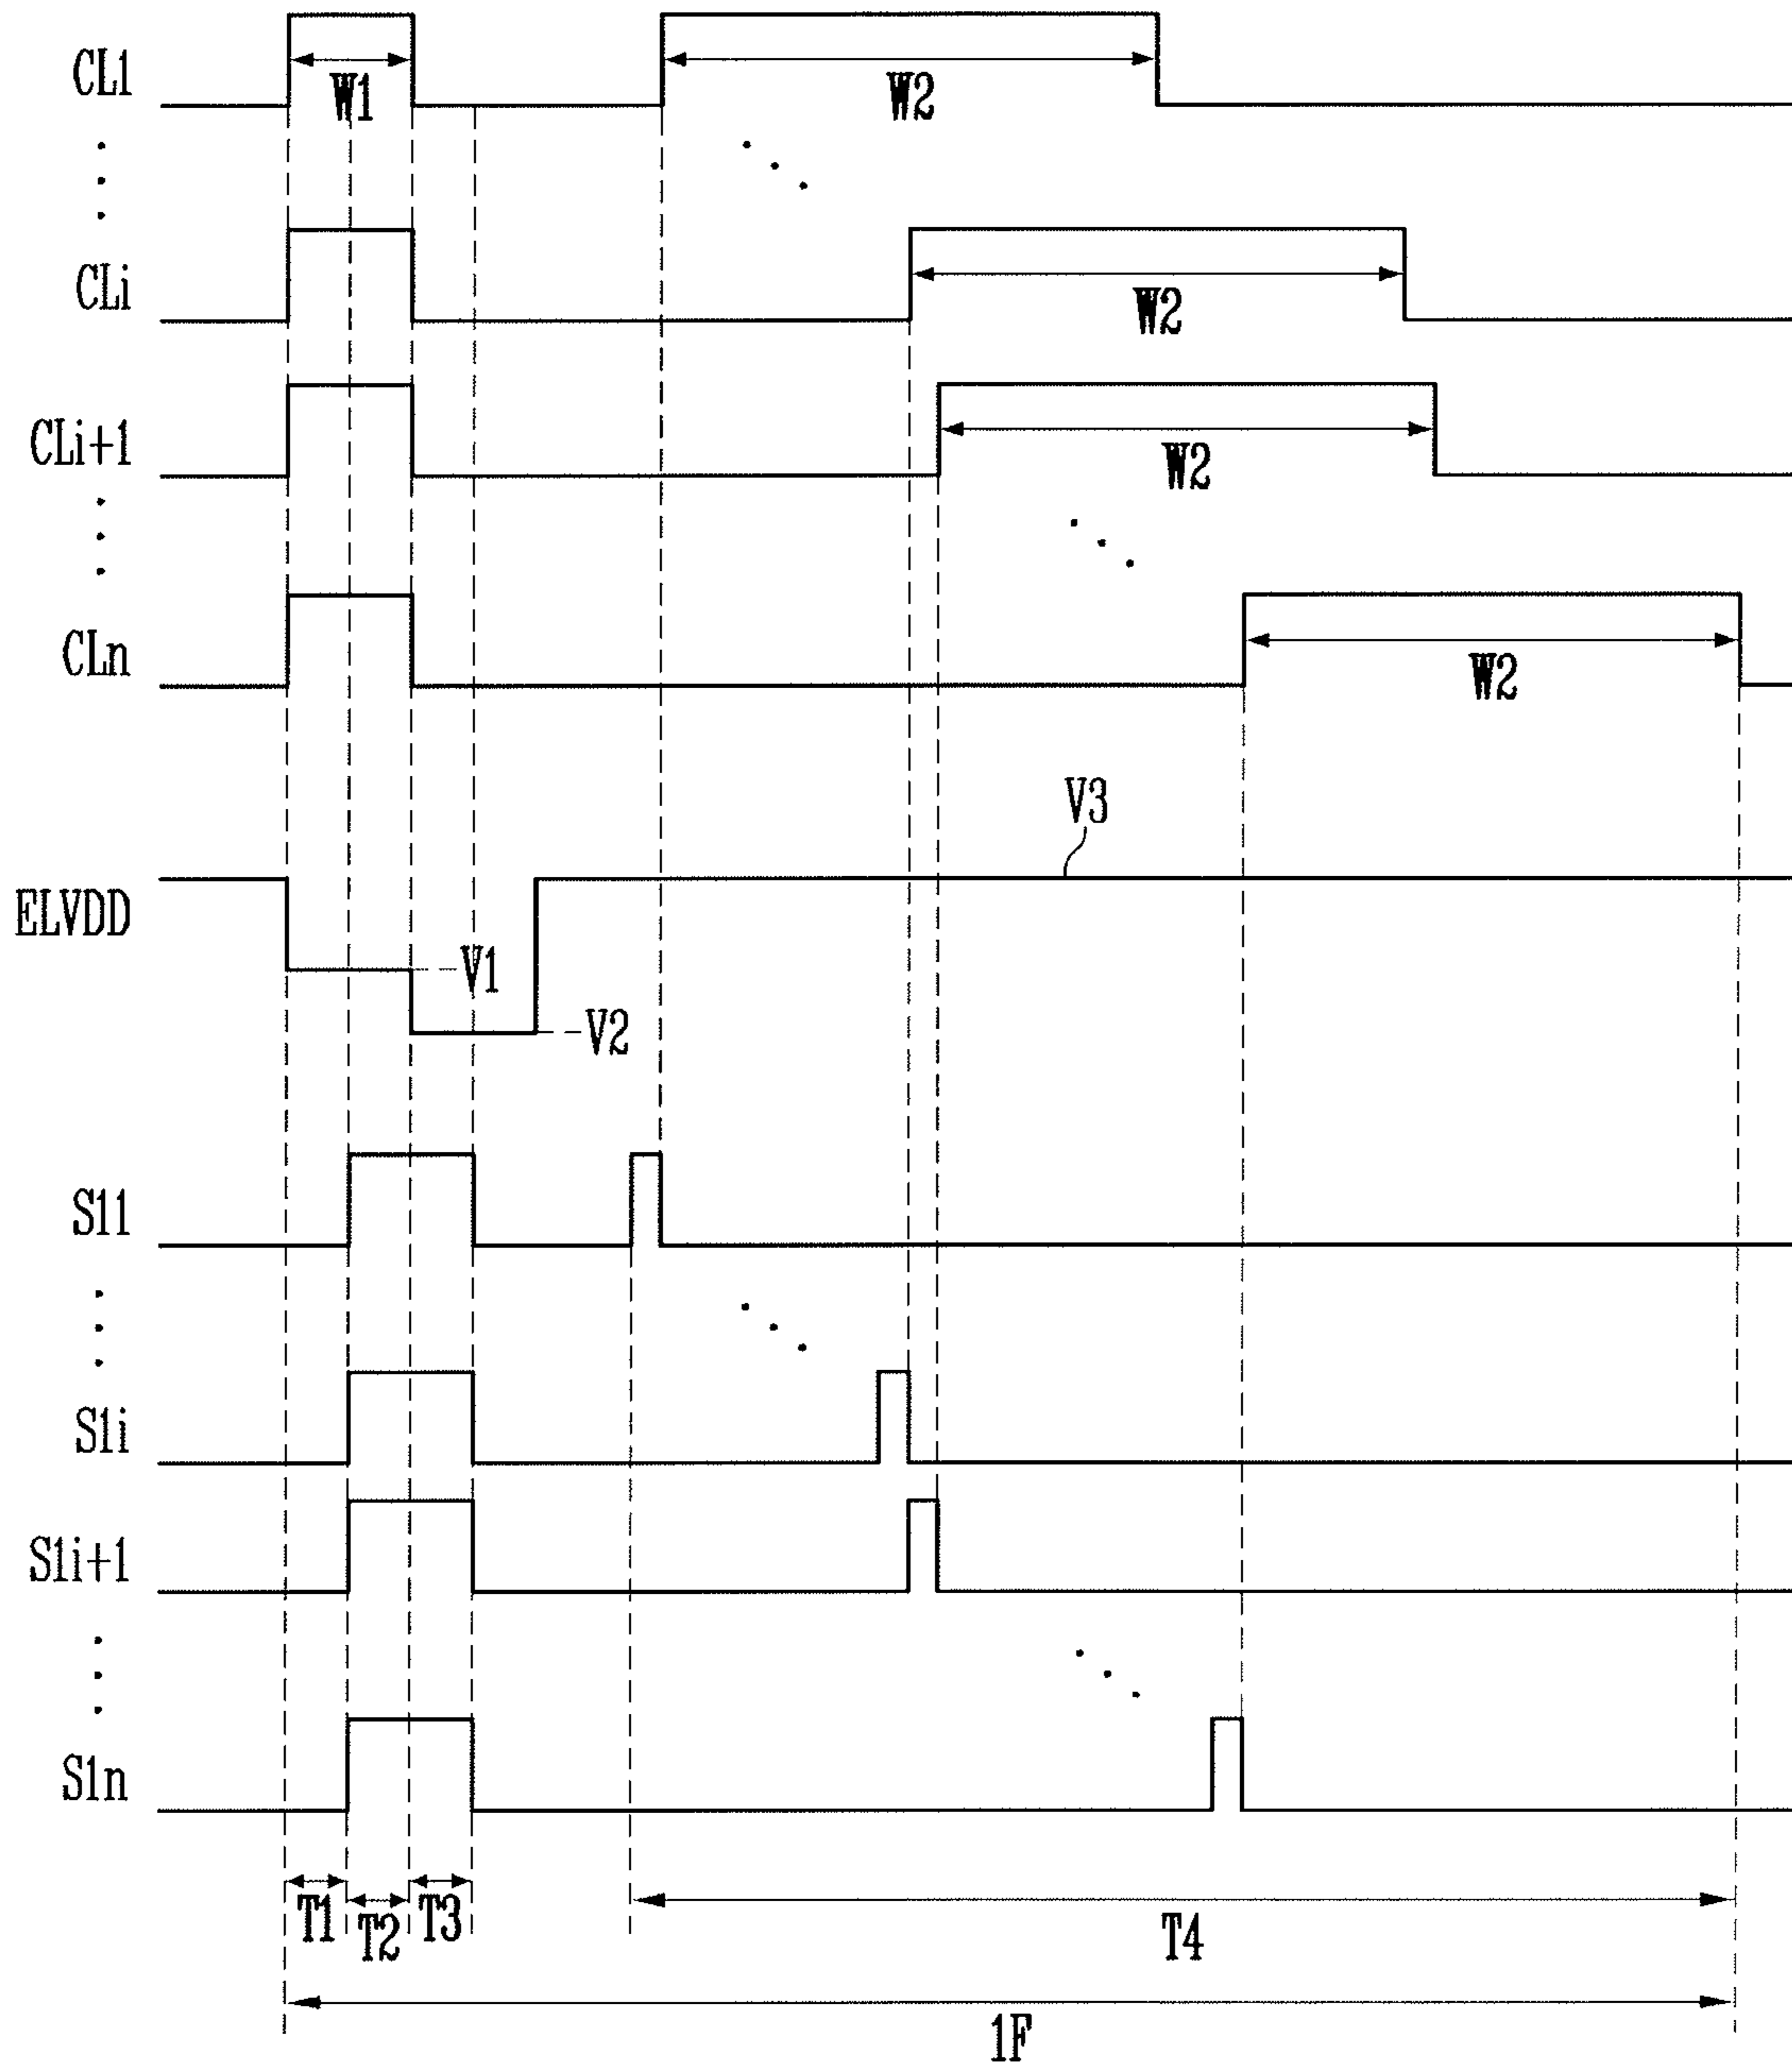 CL1
W1
W2
CLi
W2
CLi+1
W2
CLn
W2
V3
ELVDD
V1
V2
S11
S1i
S1i+1
S1n
T1
T2
T3
T4
1F